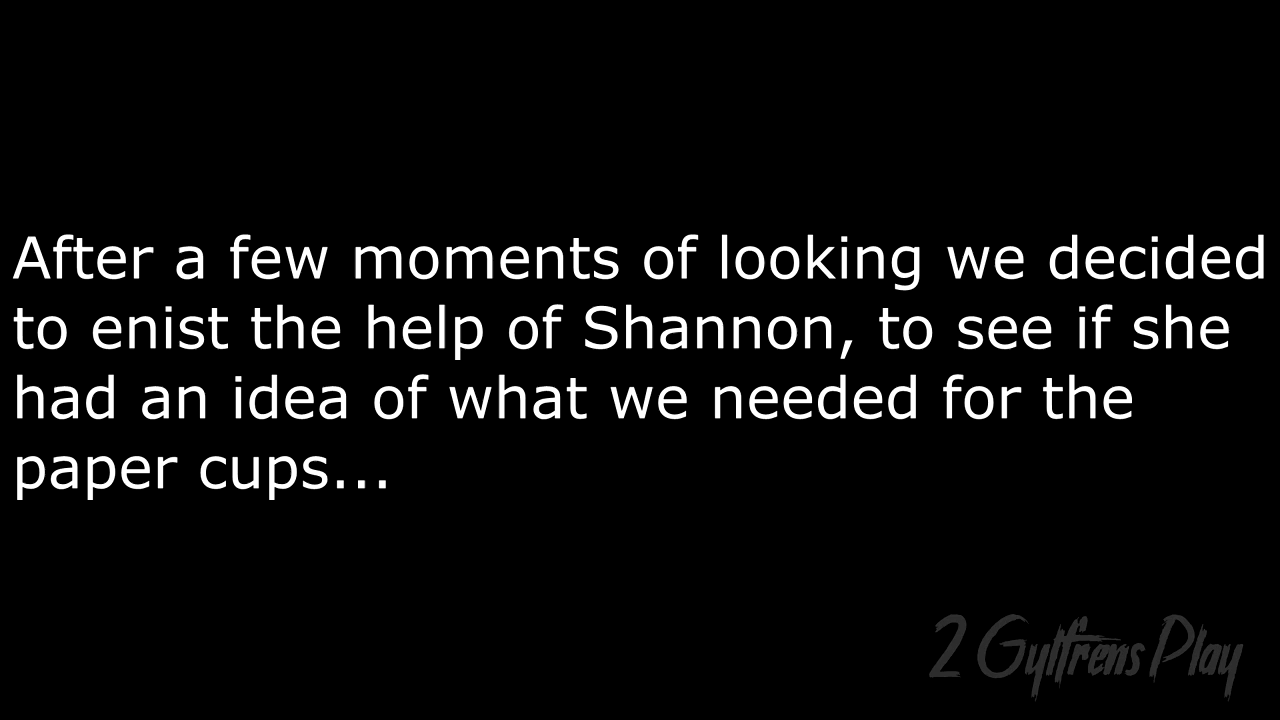 After a few moments of looking we decided
to enist the help of Shannon, to see if she
had an idea of what we needed for the
paper cups...
2 Gylfrens Play